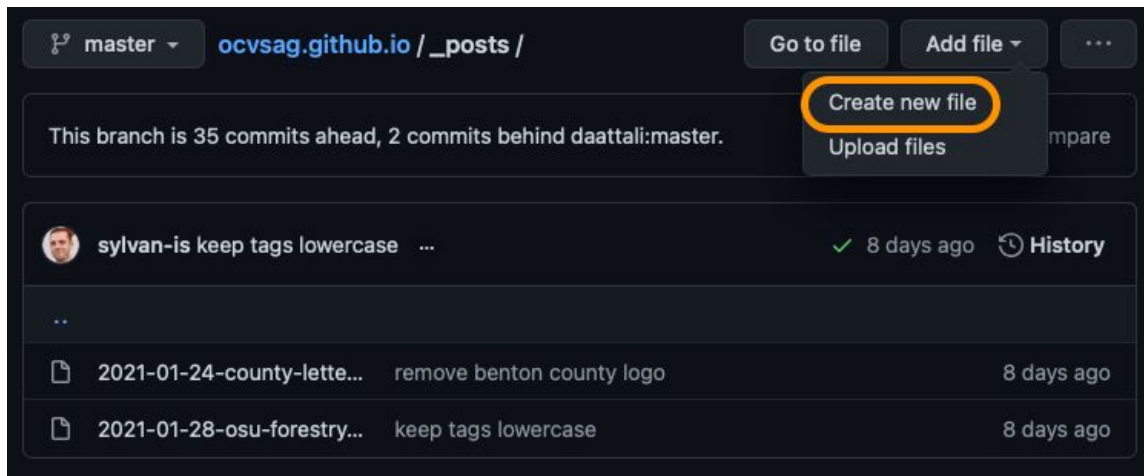 master ocvsag.github.io / _posts / Go to file Add file ...
Create new file
This branch is 35 commits ahead, 2 commits behind daattali:master. mpare
Upload files
sylvan-is keep tags lowercase ... 8 days ago History
..
2021-01-24-county-lette... remove benton county logo 8 days ago
2021-01-28-osu-forestry... keep tags lowercase 8 days ago